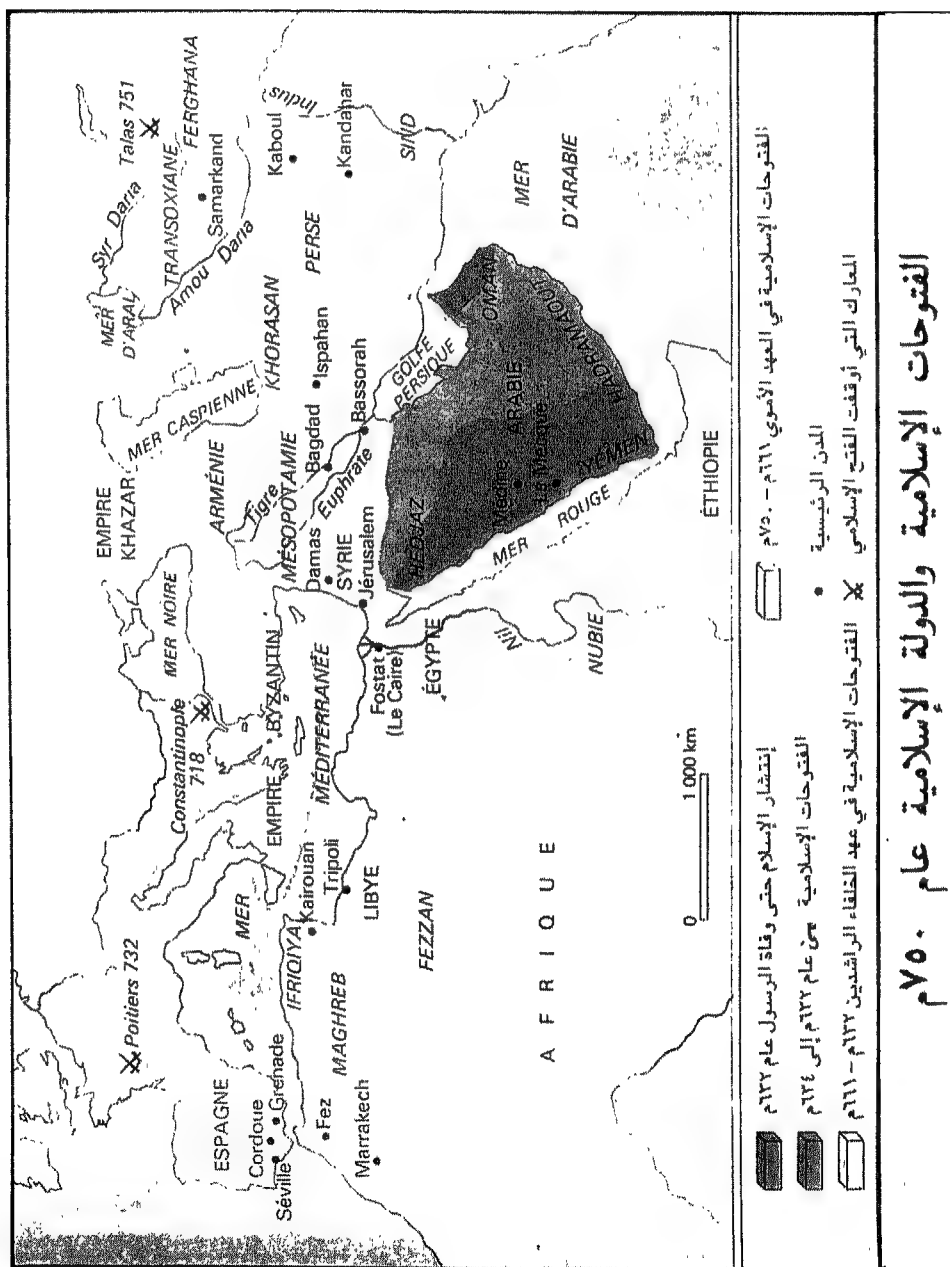 Talas 751
FERGHANA
Syr Daria
TRANSOXIANE
Samarkand
Amou Daria
MER
D'ARAL
Indus
Kaboul
Kandahar
SIND
PERSE
KHORASAN
Ispahan
MER CASPIENNE
EMPIRE
KHAZAR
ARMÉNIE
Tigre
MÉSOPOTAMIE
Bagdad
Bassorah
Euphrate
GOLFE
PERSIQUE
MER
D'ARABIE
OMAN
HADRAMAOUT
ARABIE
Médine
La Mecque
YÉMEN
HEDJAZ
MER ROUGE
ÉTHIOPIE
MER NOIRE
Constantinople
718
EMPIRE BYZANTIN
Damas
SYRIE
Jérusalem
MER MÉDITERRANÉE
Fostat
(Le Caire)
ÉGYPTE
Nil
NUBIE
Poitiers 732
ESPAGNE
Cordoue
Grenade
Séville
Fez
Marrakech
MAGHREB
IFRIQIYA
Kairouan
Tripoli
LIBYE
FEZZAN
AFRIQUE
0 1 000 km
إنتشار الإسلام حتى وفاة الرسول عام ٦٣٢م
الفتوحات الإسلامية من عام ٦٣٢م إلى ٦٣٤م
الفتوحات الإسلامية في عهد الخلفاء الراشدين ٦٣٢م - ٦٦١م
الفتوحات الإسلامية في العهد الأموي ٦٦١م - ٧٥٠م
المدن الرئيسية
المعارك التي أوقفت الفتح الإسلامي
الفتوحات الإسلامية والدولة الإسلامية عام ٧٥٠م